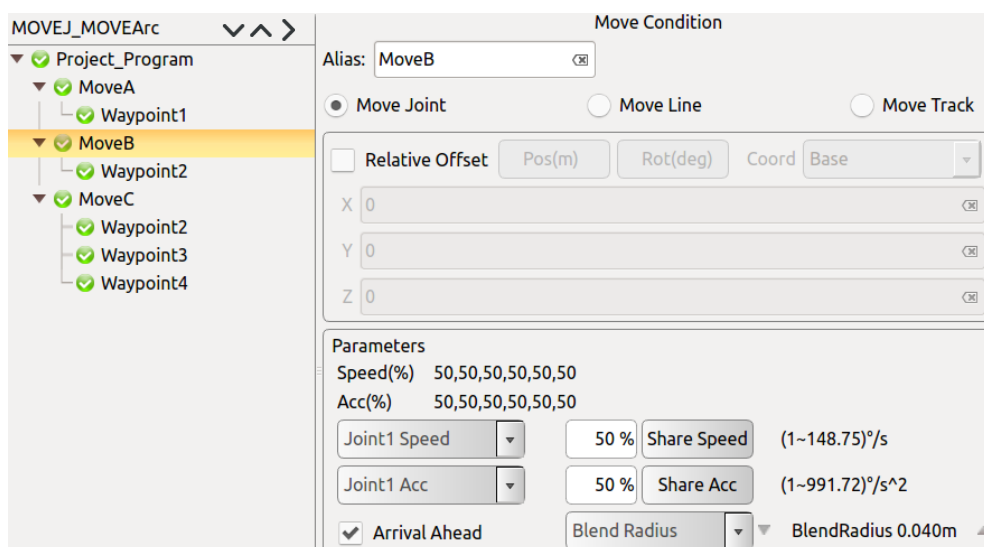 MOVEJ_MOVEArc
Project_Program
MoveA
Waypoint1
MoveB
Waypoint2
MoveC
Waypoint2
Waypoint3
Waypoint4
Move Condition
Alias: MoveB
Move Joint Move Line Move Track
Relative Offset Pos(m) Rot(deg) Coord Base
X 0
Y 0
Z 0
Parameters
Speed(%) 50,50,50,50,50,50
Acc(%) 50,50,50,50,50,50
Joint1 Speed 50 % Share Speed (1~148.75)°/s
Joint1 Acc 50 % Share Acc (1~991.72)°/s^2
Arrival Ahead Blend Radius BlendRadius 0.040m